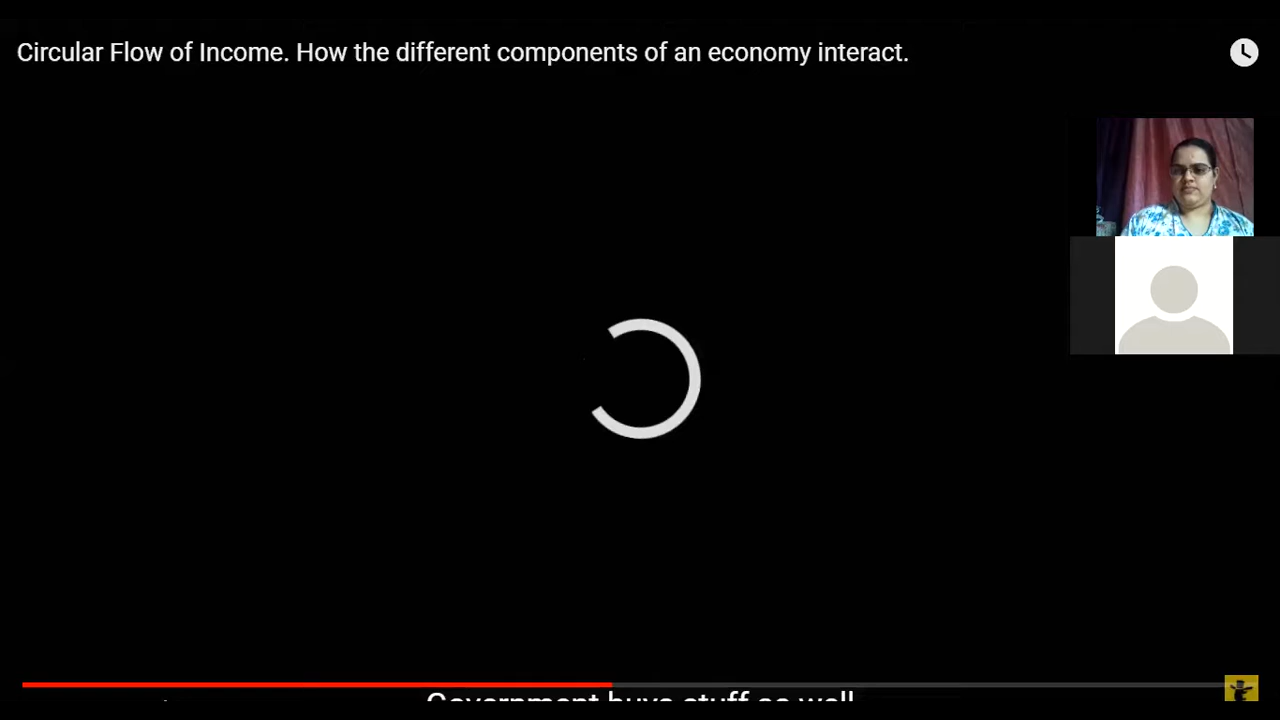 Circular Flow of Income. How the different components of an economy interact.
Government buys stuff as well